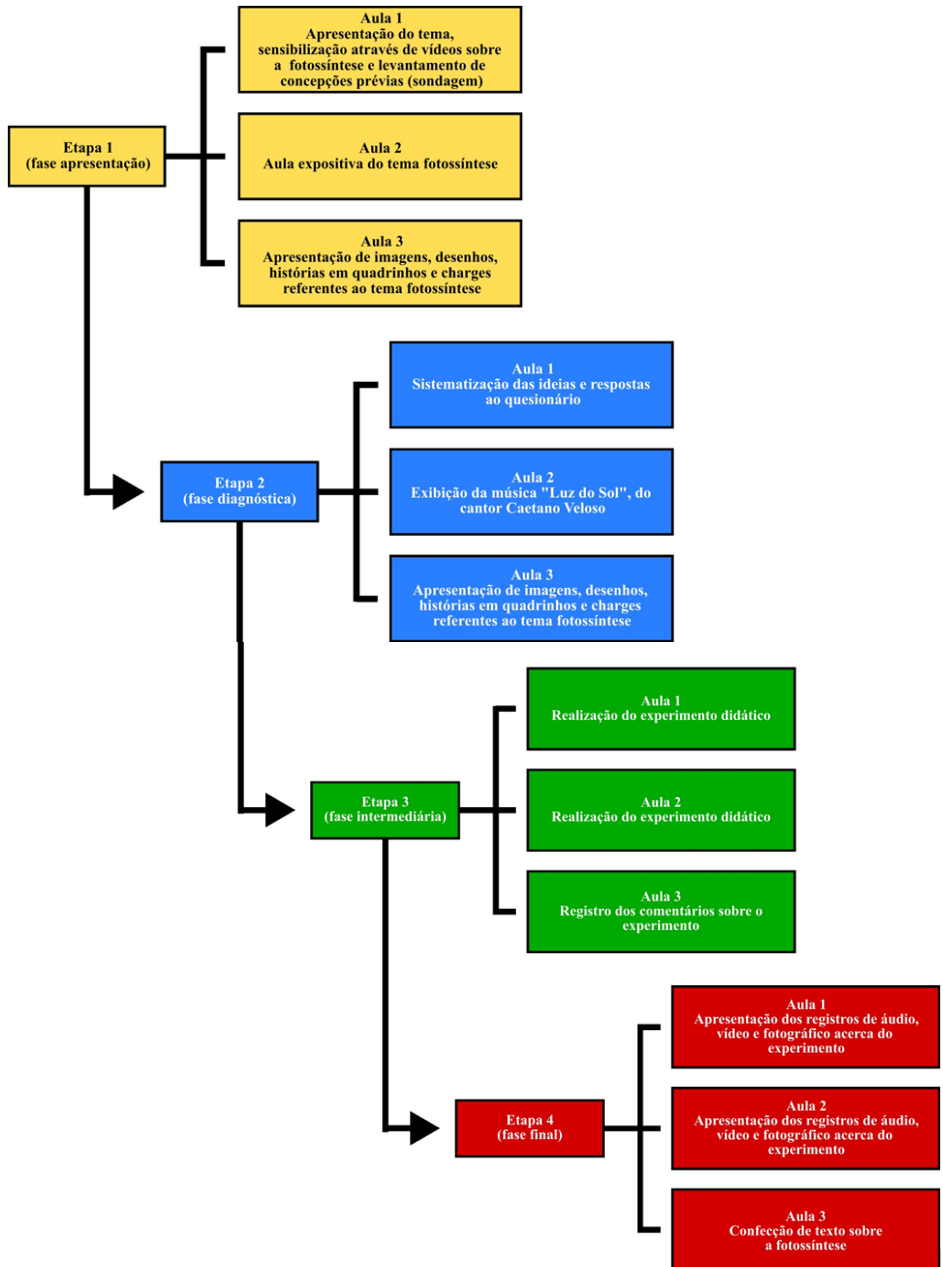 Aula 1
Apresentação do tema,
sensibilização através de vídeos sobre
a fotossíntese e levantamento de
concepções prévias (sondagem)
Etapa 1
(fase apresentação)
Aula 2
Aula expositiva do tema fotossíntese
Aula 3
Apresentação de imagens, desenhos,
histórias em quadrinhos e charges
referentes ao tema fotossíntese
Aula 1
Sistematização das ideias e respostas
ao quesionário
Etapa 2
(fase diagnóstica)
Aula 2
Exibição da música "Luz do Sol", do
cantor Caetano Veloso
Aula 3
Apresentação de imagens, desenhos,
histórias em quadrinhos e charges
referentes ao tema fotossíntese
Aula 1
Realização do experimento didático
Etapa 3
(fase intermediária)
Aula 2
Realização do experimento didático
Aula 3
Registro dos comentários sobre o
experimento
Aula 1
Apresentação dos registros de áudio,
vídeo e fotográfico acerca do
experimento
Etapa 4
(fase final)
Aula 2
Apresentação dos registros de áudio,
vídeo e fotográfico acerca do
experimento
Aula 3
Confecção de texto sobre
a fotossíntese